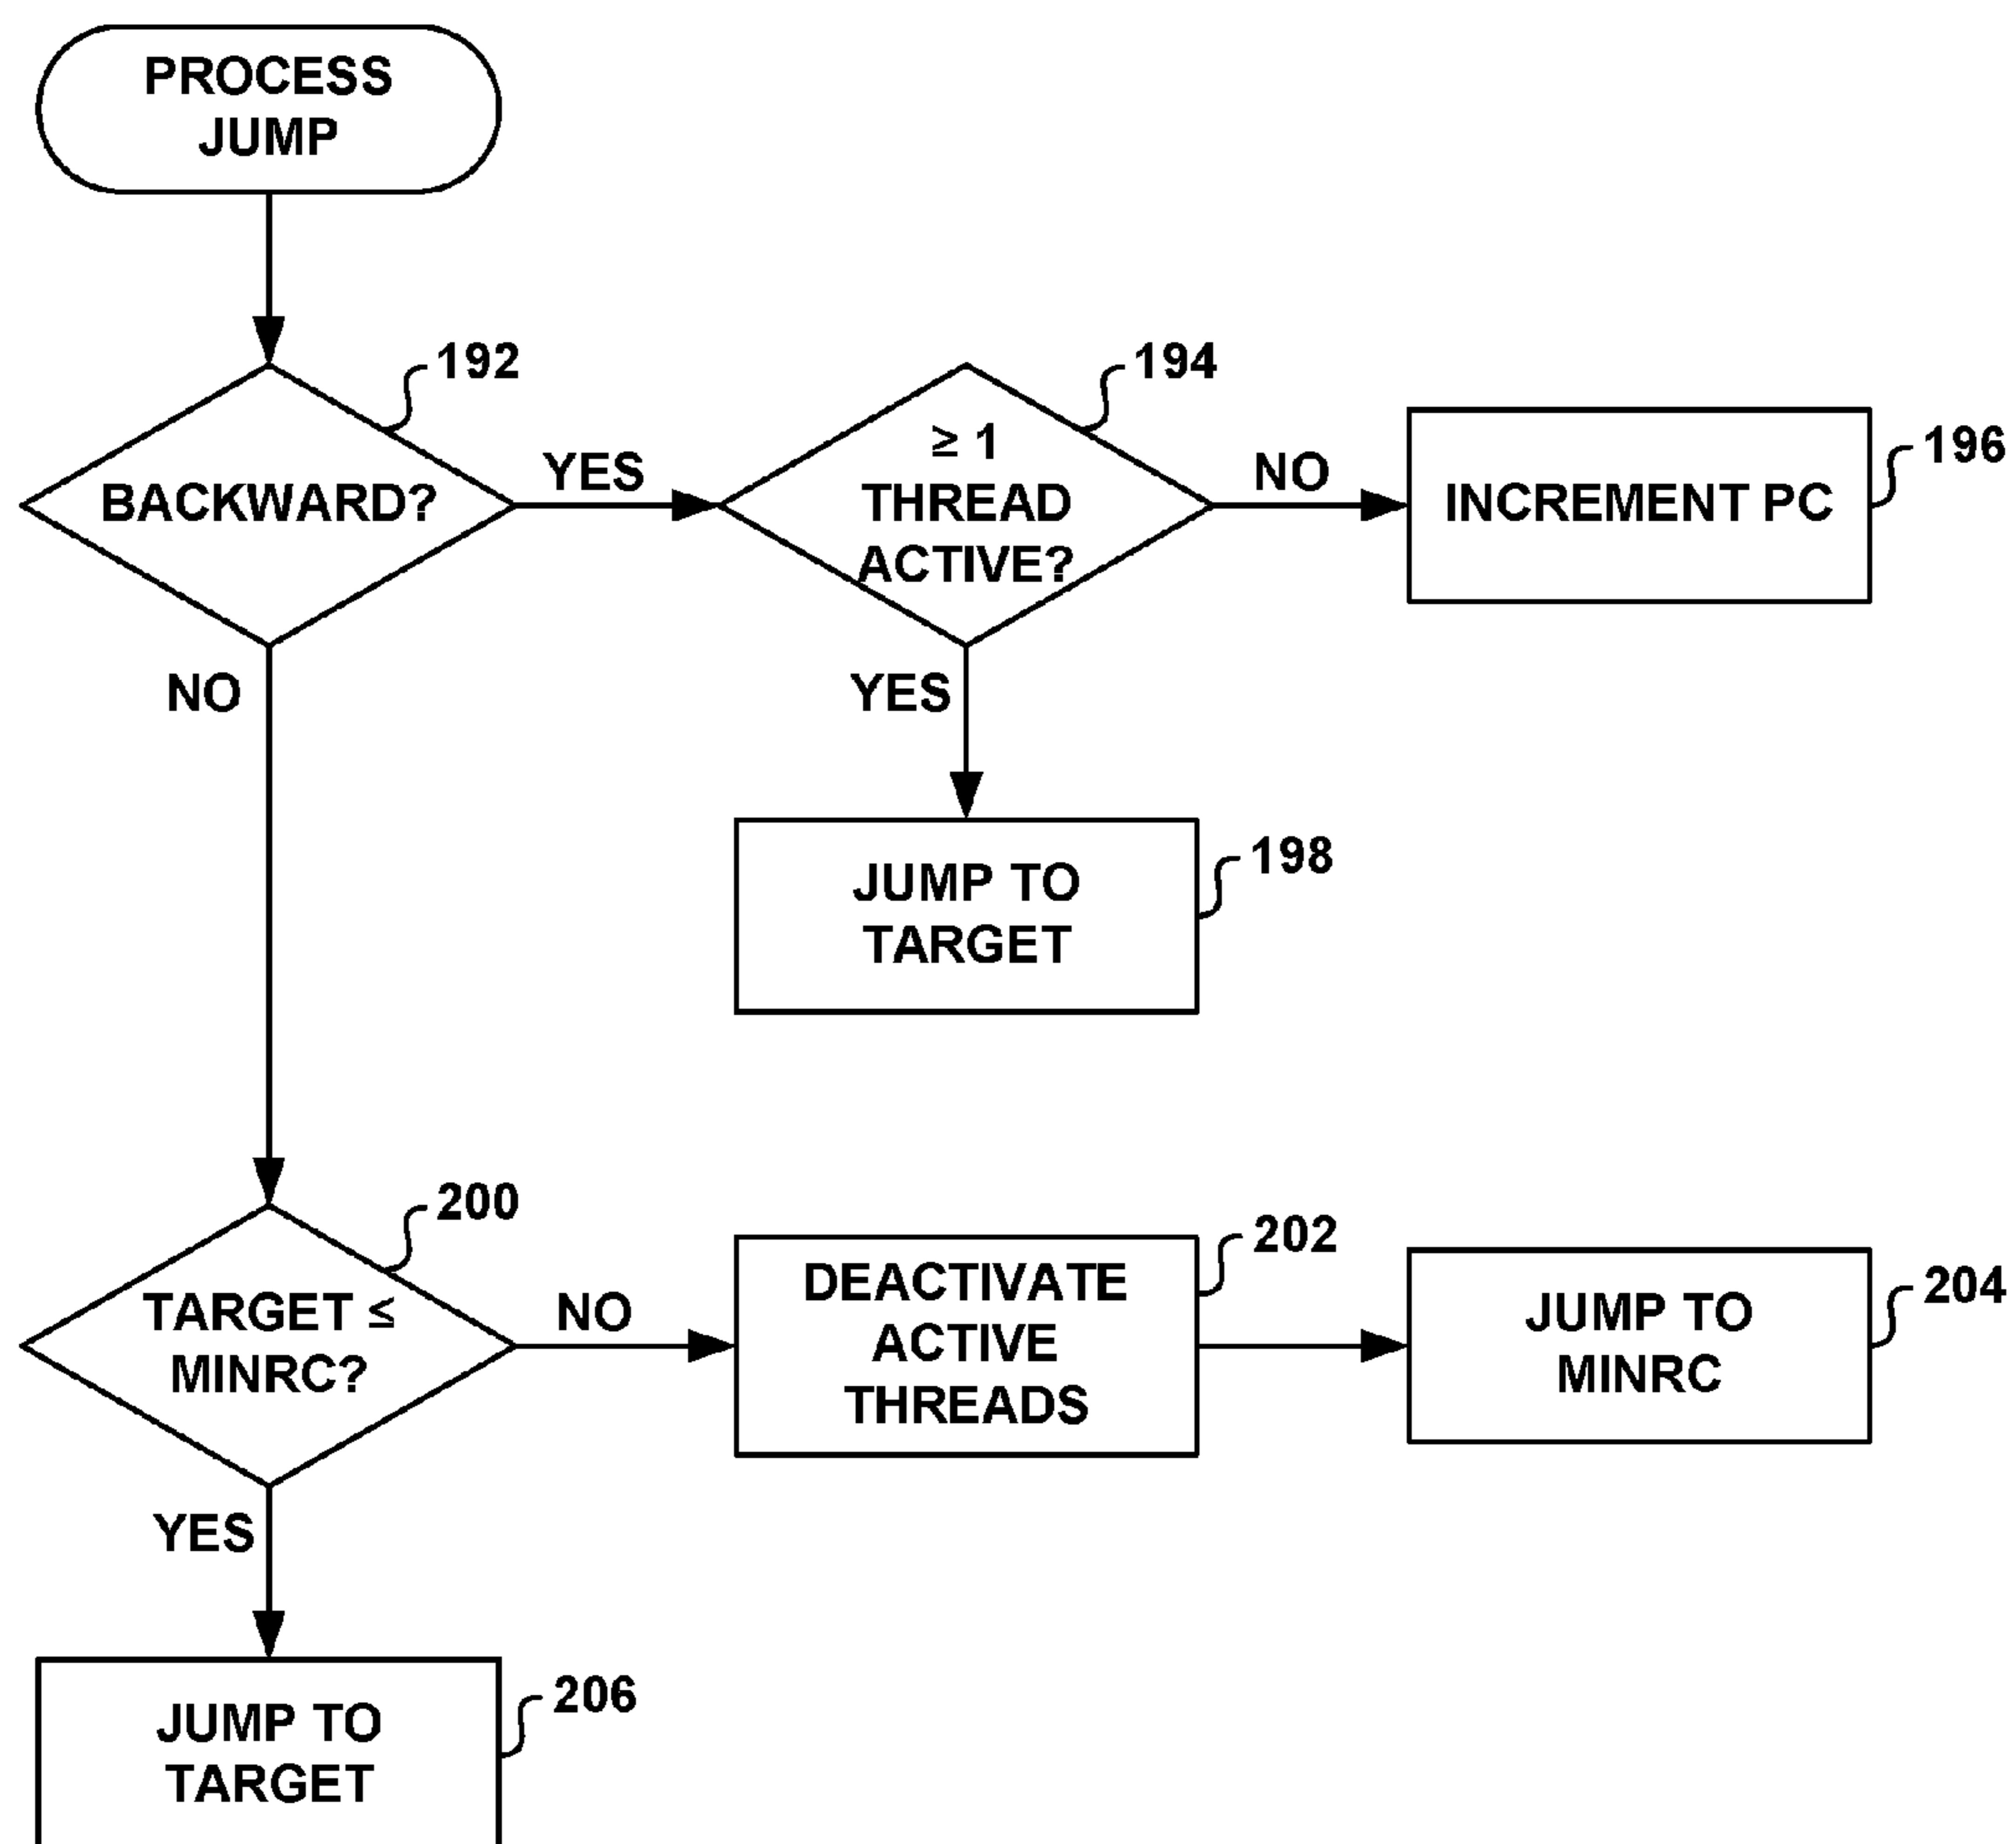 PROCESS
JUMP
192
BACKWARD?
YES
NO
194
≥ 1
THREAD
ACTIVE?
NO
YES
196
INCREMENT PC
198
JUMP TO
TARGET
200
TARGET ≤
MINRC?
NO
YES
202
DEACTIVATE
ACTIVE
THREADS
204
JUMP TO
MINRC
206
JUMP TO
TARGET